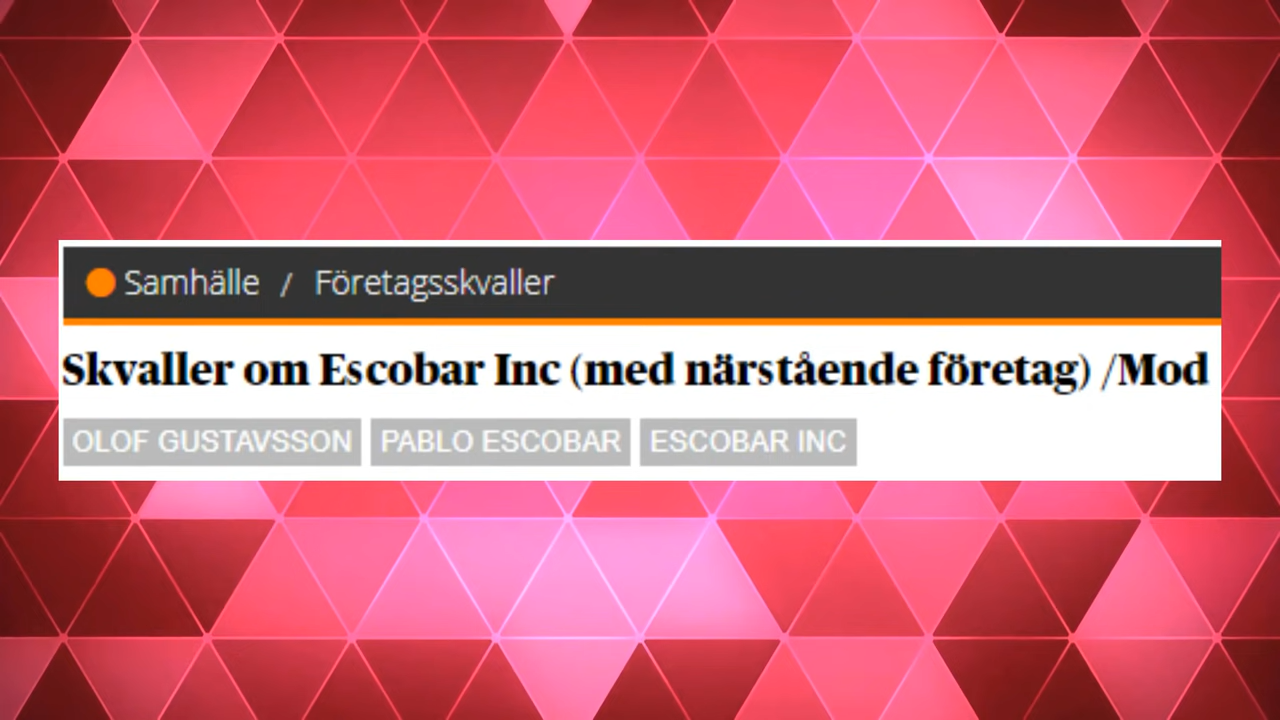 Samhälle / Företagsskvaller
Skvaller om Escobar Inc (med närstående företag) /Mod
OLOF GUSTAVSSON PABLO ESCOBAR ESCOBAR INC